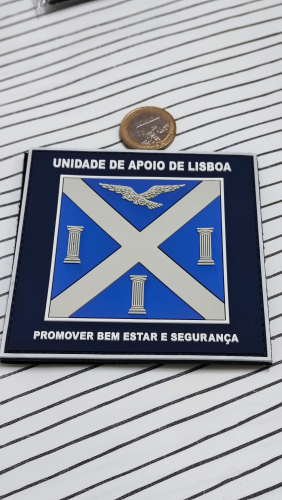 UNIDADE DE APOIO DE LISBOA
PROMOVER BEM ESTAR E SEGURANÇA